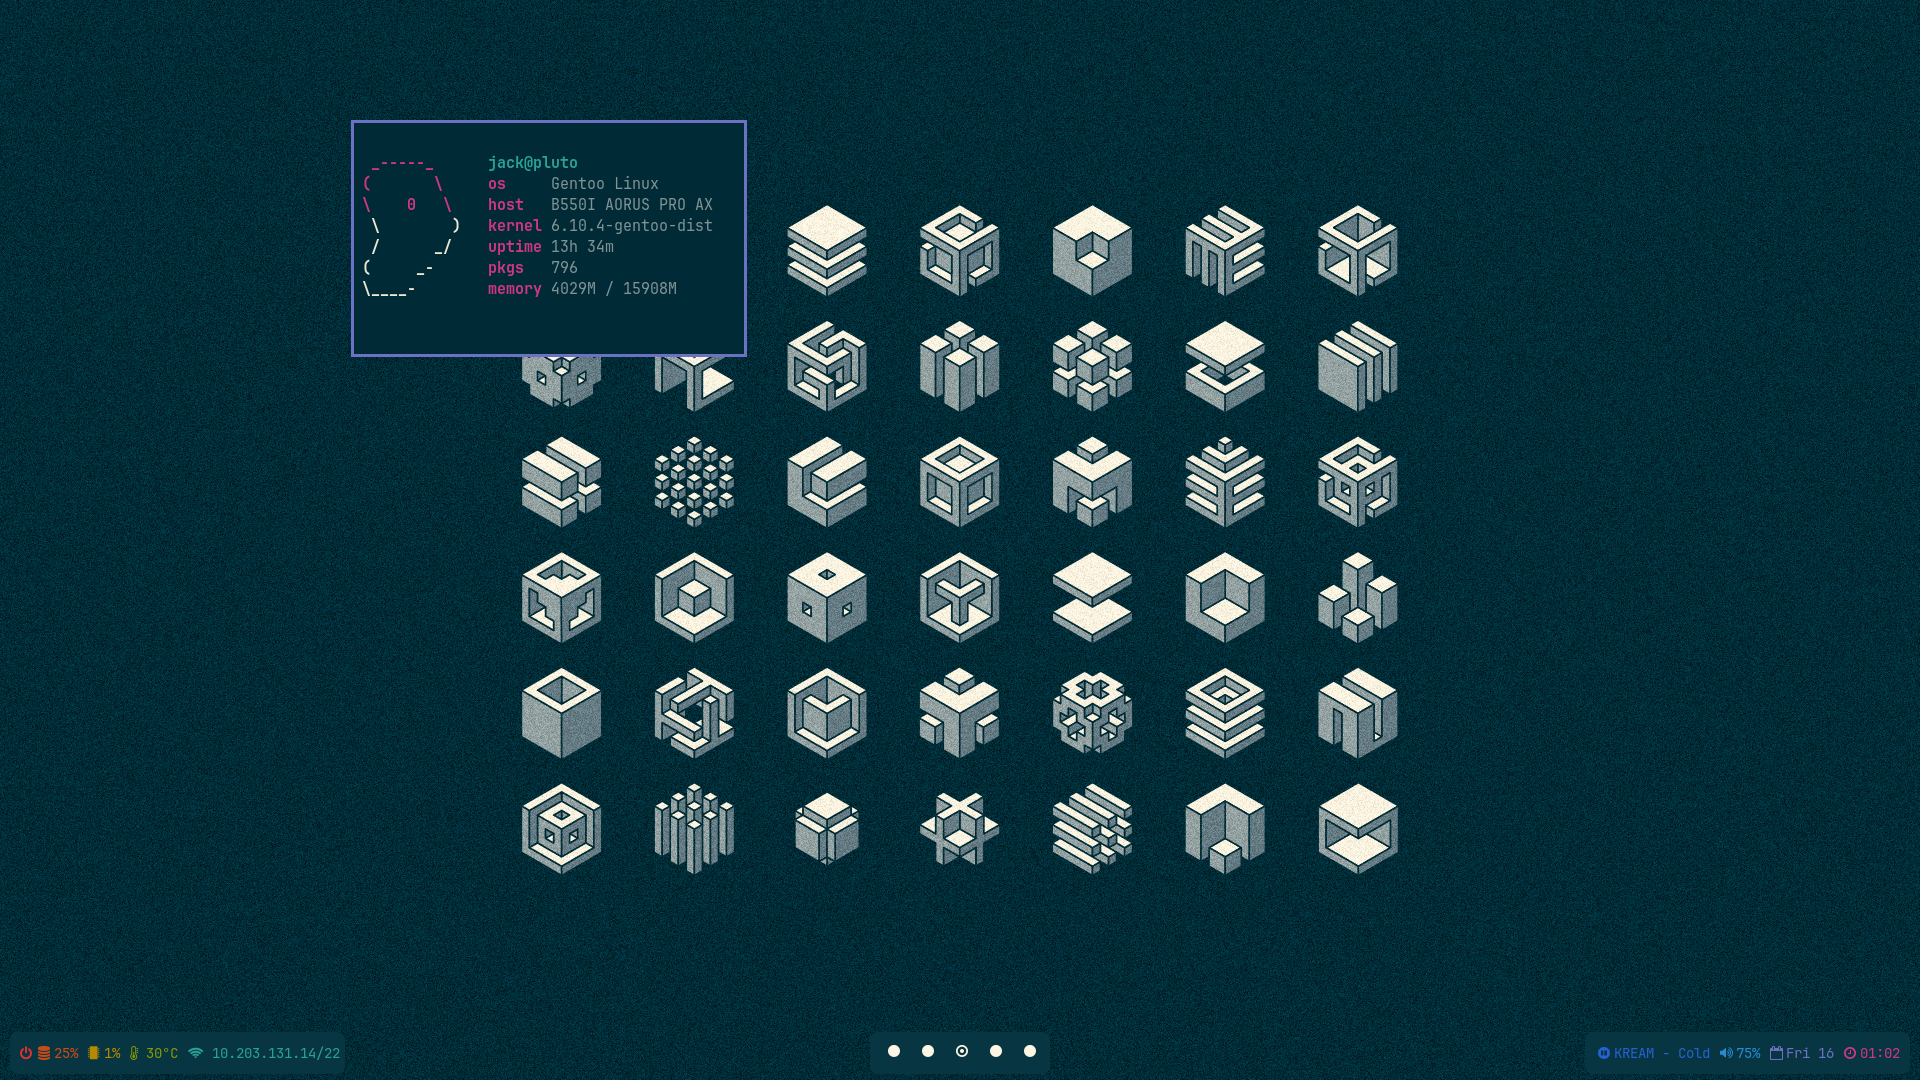 jack@pluto
os Gentoo Linux
host B550I AORUS PRO AX
kernel 6.10.4-gentoo-dist
uptime 13h 34m
pkgs 796
memory 4029M / 15908M
25% 1% 30°C 10.203.131.14/22
KREAM - Cold 75% Fri 16 01:02